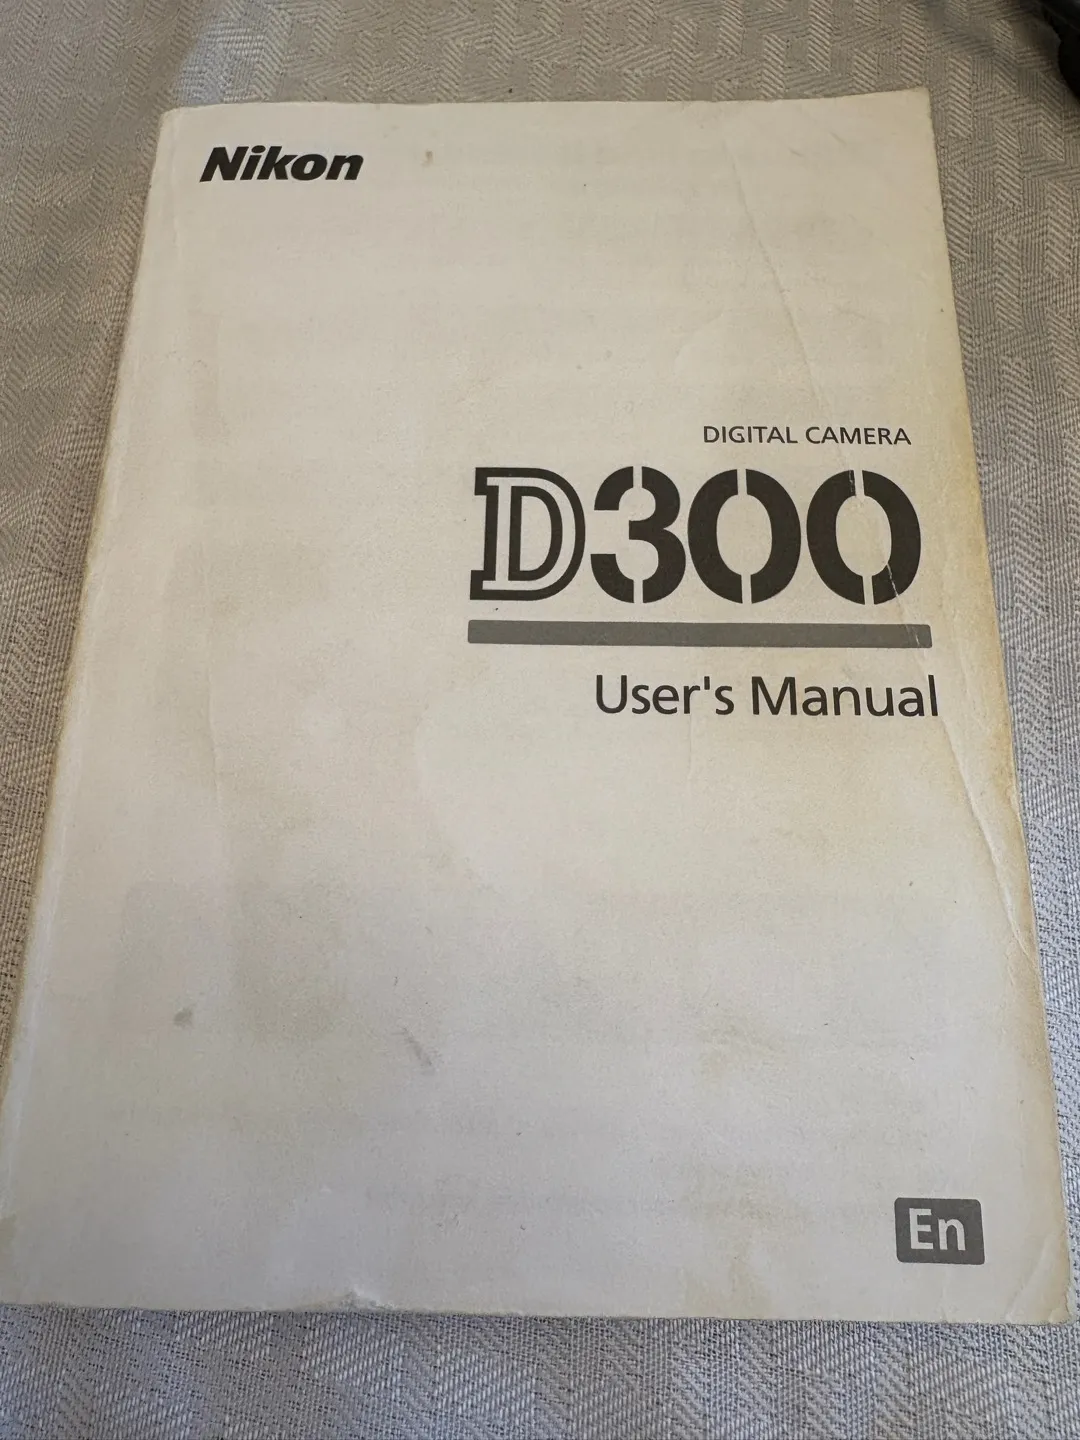 Nikon
DIGITAL CAMERA
D300
User's Manual
En